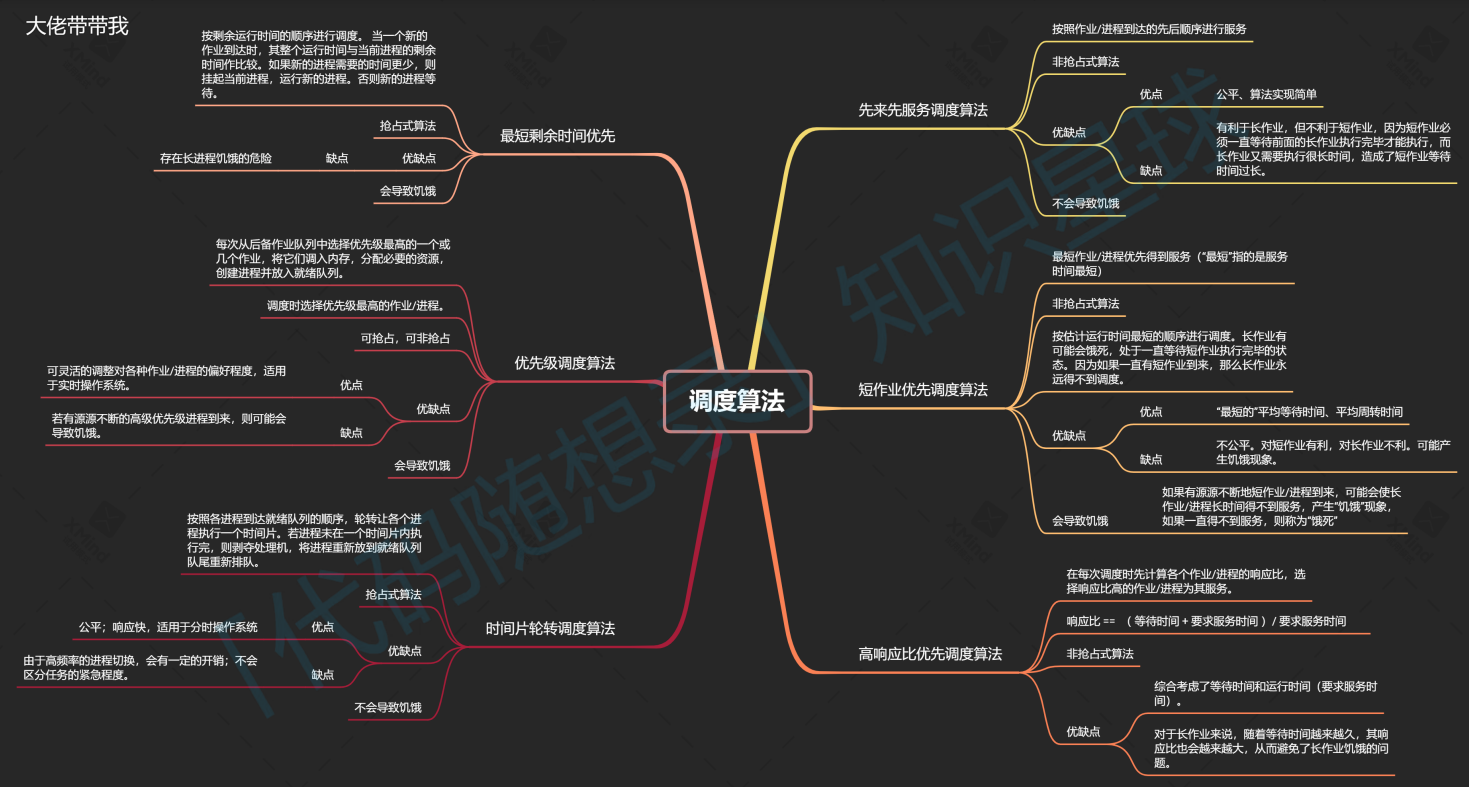 大佬带带我
调度算法
先来先服务调度算法
按照作业/进程到达的先后顺序进行服务
非抢占式算法
优缺点
优点
公平、算法实现简单
缺点
有利于长作业，但不利于短作业，因为短作业必
须一直等待前面的长作业执行完毕才能执行，而
长作业又需要执行很长时间，造成了短作业等待
时间过长。
不会导致饥饿
短作业优先调度算法
最短作业/进程优先得到服务（“最短”指的是服务
时间最短）
非抢占式算法
按估计运行时间最短的顺序进行调度。长作业有
可能会饿死，处于一直等待短作业执行完毕的状
态。因为如果一直有短作业到来，那么长作业永
远得不到调度。
优缺点
优点
“最短的”平均等待时间、平均周转时间
缺点
不公平。对短作业有利，对长作业不利。可能产
生饥饿现象。
会导致饥饿
如果有源源不断地短作业/进程到来，可能会使长
作业/进程长时间得不到服务，产生“饥饿”现象，
如果一直得不到服务，则称为“饿死”
高响应比优先调度算法
在每次调度时先计算各个作业/进程的响应比，选
择响应比高的作业/进程为其服务。
响应比 == （ 等待时间 + 要求服务时间 ）/ 要求服务时间
非抢占式算法
优缺点
综合考虑了等待时间和运行时间（要求服务时
间）。
对于长作业来说，随着等待时间越来越久，其响
应比也会越来越大，从而避免了长作业饥饿的问
题。
最短剩余时间优先
按剩余运行时间的顺序进行调度。 当一个新的
作业到达时，其整个运行时间与当前进程的剩余
时间作比较。如果新的进程需要的时间更少，则
挂起当前进程，运行新的进程。否则新的进程等
待。
抢占式算法
优缺点
缺点
存在长进程饥饿的危险
会导致饥饿
优先级调度算法
每次从后备作业队列中选择优先级最高的一个或
几个作业，将它们调入内存，分配必要的资源，
创建进程并放入就绪队列。
调度时选择优先级最高的作业/进程。
可抢占，可非抢占
优缺点
优点
可灵活的调整对各种作业/进程的偏好程度，适用
于实时操作系统。
缺点
若有源源不断的高级优先级进程到来，则可能会
导致饥饿。
会导致饥饿
时间片轮转调度算法
按照各进程到达就绪队列的顺序，轮转让各个进
程执行一个时间片。若进程未在一个时间片内执
行完，则剥夺处理机，将进程重新放到就绪队列
队尾重新排队。
抢占式算法
优缺点
优点
公平；响应快，适用于分时操作系统
缺点
由于高频率的进程切换，会有一定的开销；不会
区分任务的紧急程度。
不会导致饥饿
「代码随想录」知识星球